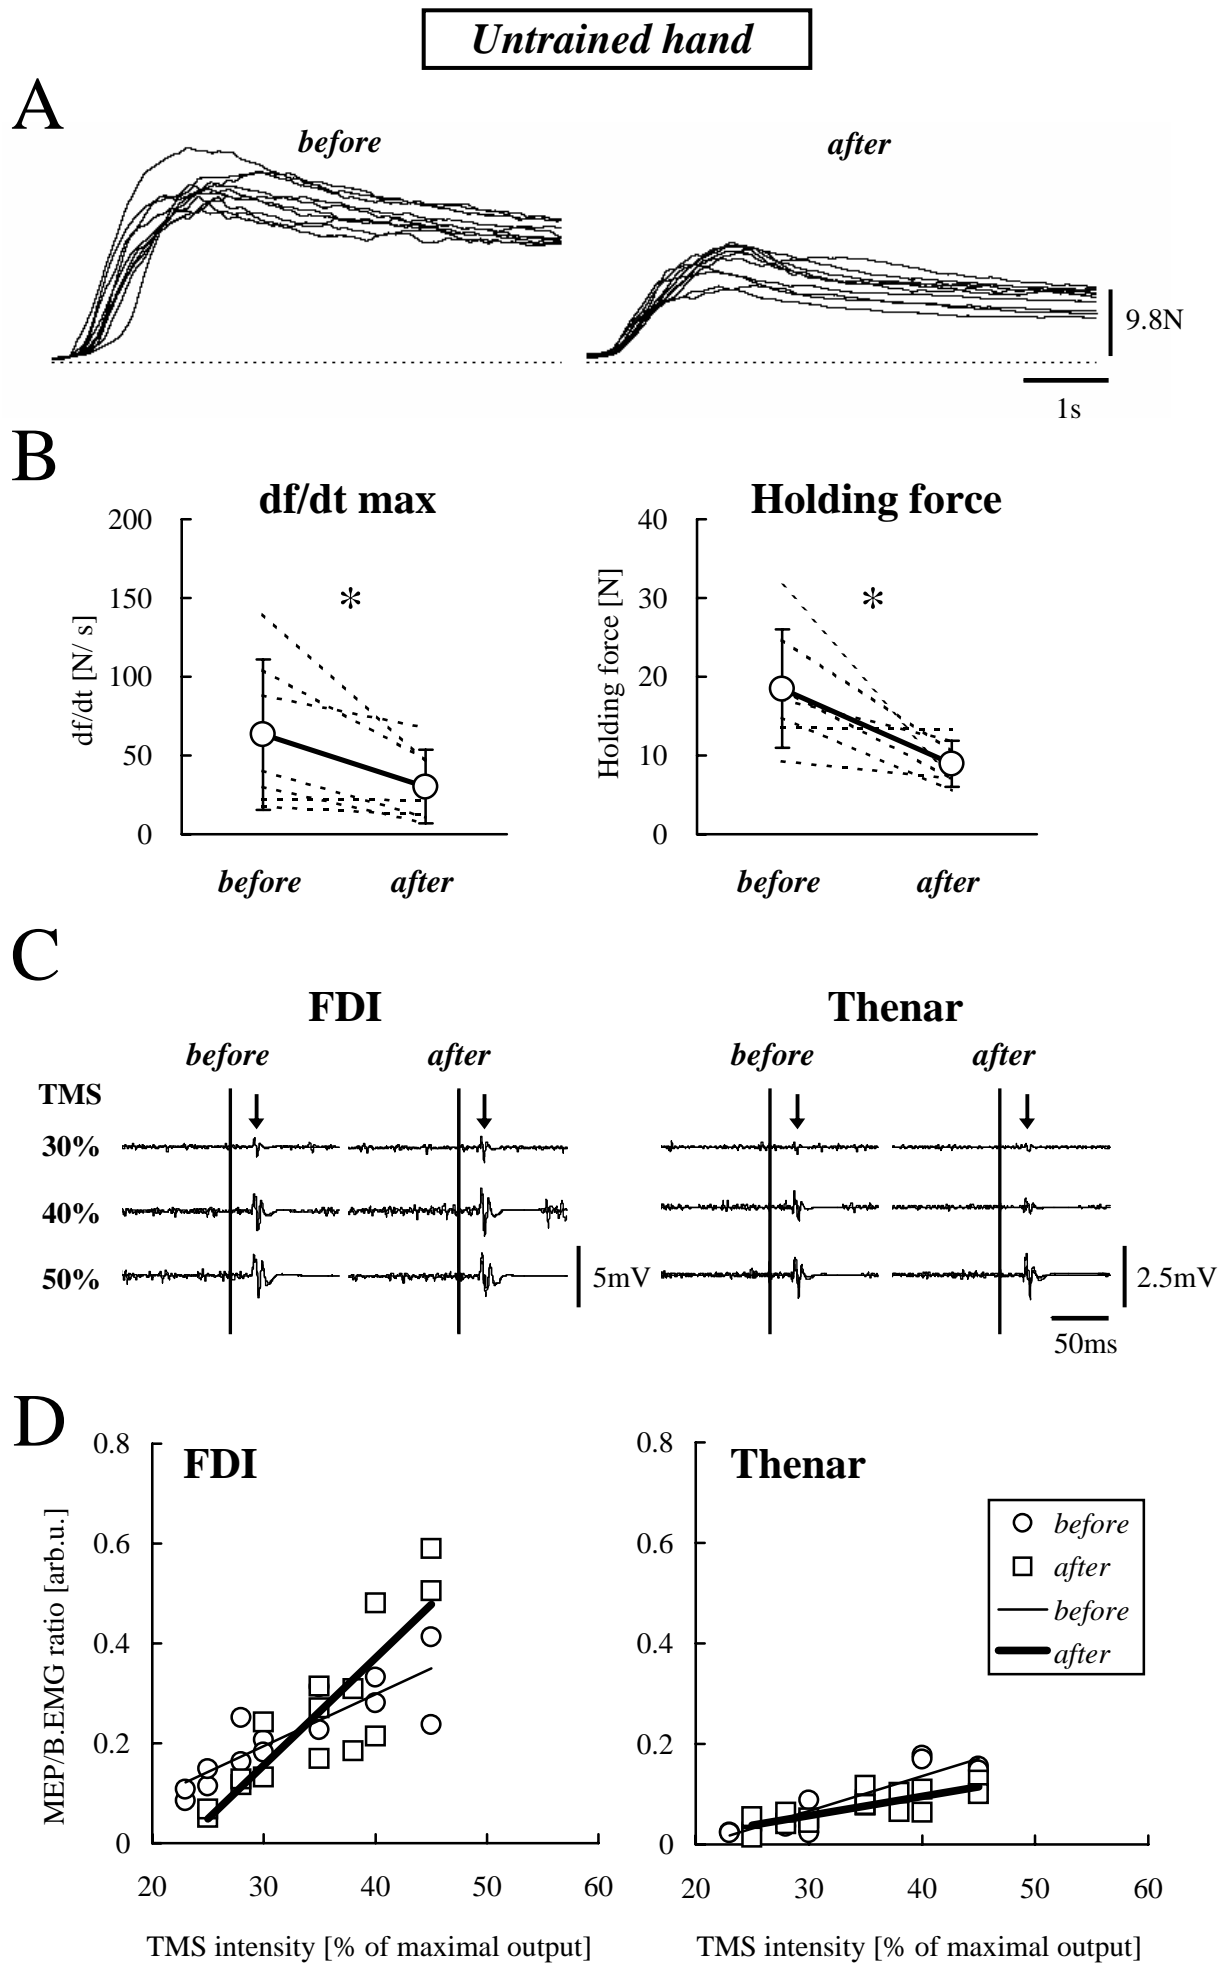 Untrained hand
A
before
after
9.8N
1s
B
df/dt max
200
150
100
50
0
df/dt [N/ s]
*
before
after
Holding force
40
30
20
10
0
Holding force [N]
*
before
after
C
FDI
Thenar
before
after
before
after
TMS
30%
40%
50%
5mV
2.5mV
50ms
D
FDI
0.8
0.6
0.4
0.2
0
MEP/B.EMG ratio [arb.u.]
20 30 40 50 60
TMS intensity [% of maximal output]
Thenar
0.8
0.6
0.4
0.2
0
before
after
before
after
20 30 40 50 60
TMS intensity [% of maximal output]